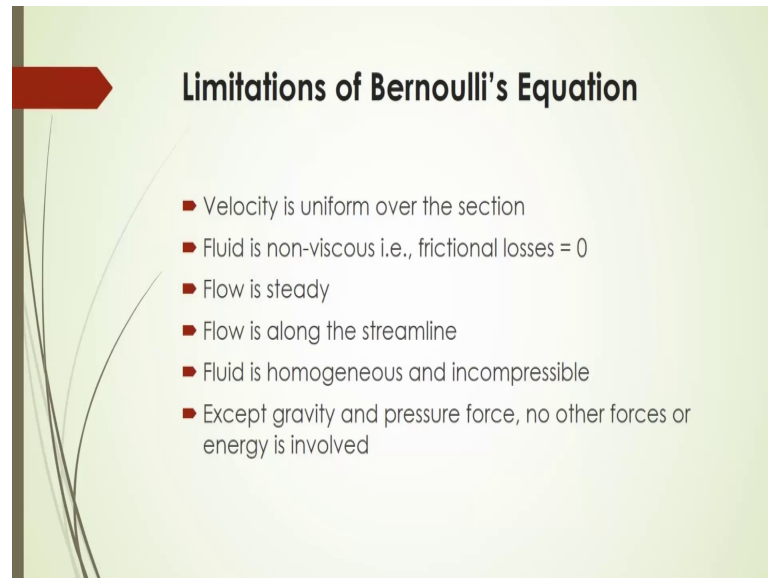 Limitations of Bernoulli's Equation
Velocity is uniform over the section
Fluid is non-viscous i.e., frictional losses = 0
Flow is steady
Flow is along the streamline
Fluid is homogeneous and incompressible
Except gravity and pressure force, no other forces or
energy is involved